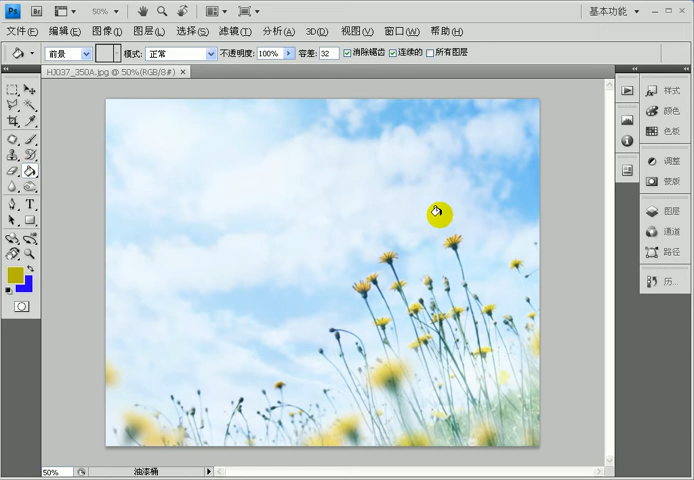 Ps Br 50% 基本功能
文件(F) 编辑(E) 图像(I) 图层(L) 选择(S) 滤镜(T) 分析(A) 3D(D) 视图(V) 窗口(W) 帮助(H)
前景 模式: 正常 不透明度: 100% 容差: 32 消除锯齿 连续的 所有图层
HJ037_350A.jpg @ 50%(RGB/8#) ×
样式
颜色
色板
调整
蒙版
图层
通道
路径
历...
T
50% 油漆桶